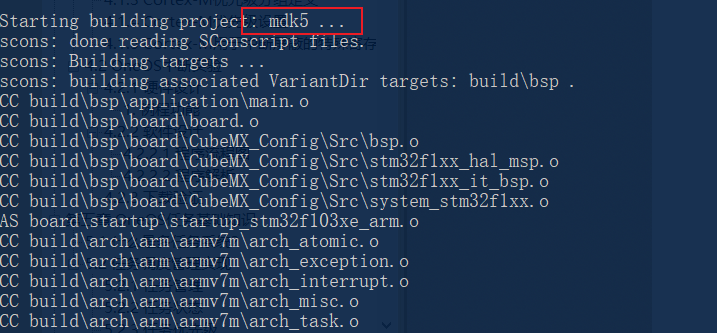 Starting building project: mdk5 ...
scons: done reading SConscript files.
scons: Building targets ...
scons: building associated VariantDir targets: build\bsp .
CC build\bsp\application\main.o
CC build\bsp\board\board.o
CC build\bsp\board\CubeMX_Config\Src\bsp.o
CC build\bsp\board\CubeMX_Config\Src\stm32f1xx_hal_msp.o
CC build\bsp\board\CubeMX_Config\Src\stm32f1xx_it_bsp.o
CC build\bsp\board\CubeMX_Config\Src\system_stm32f1xx.o
AS board\startup\startup_stm32f103xe_arm.o
CC build\arch\arm\armv7m\arch_atomic.o
CC build\arch\arm\armv7m\arch_exception.o
CC build\arch\arm\armv7m\arch_interrupt.o
CC build\arch\arm\armv7m\arch_misc.o
CC build\arch\arm\armv7m\arch_task.o